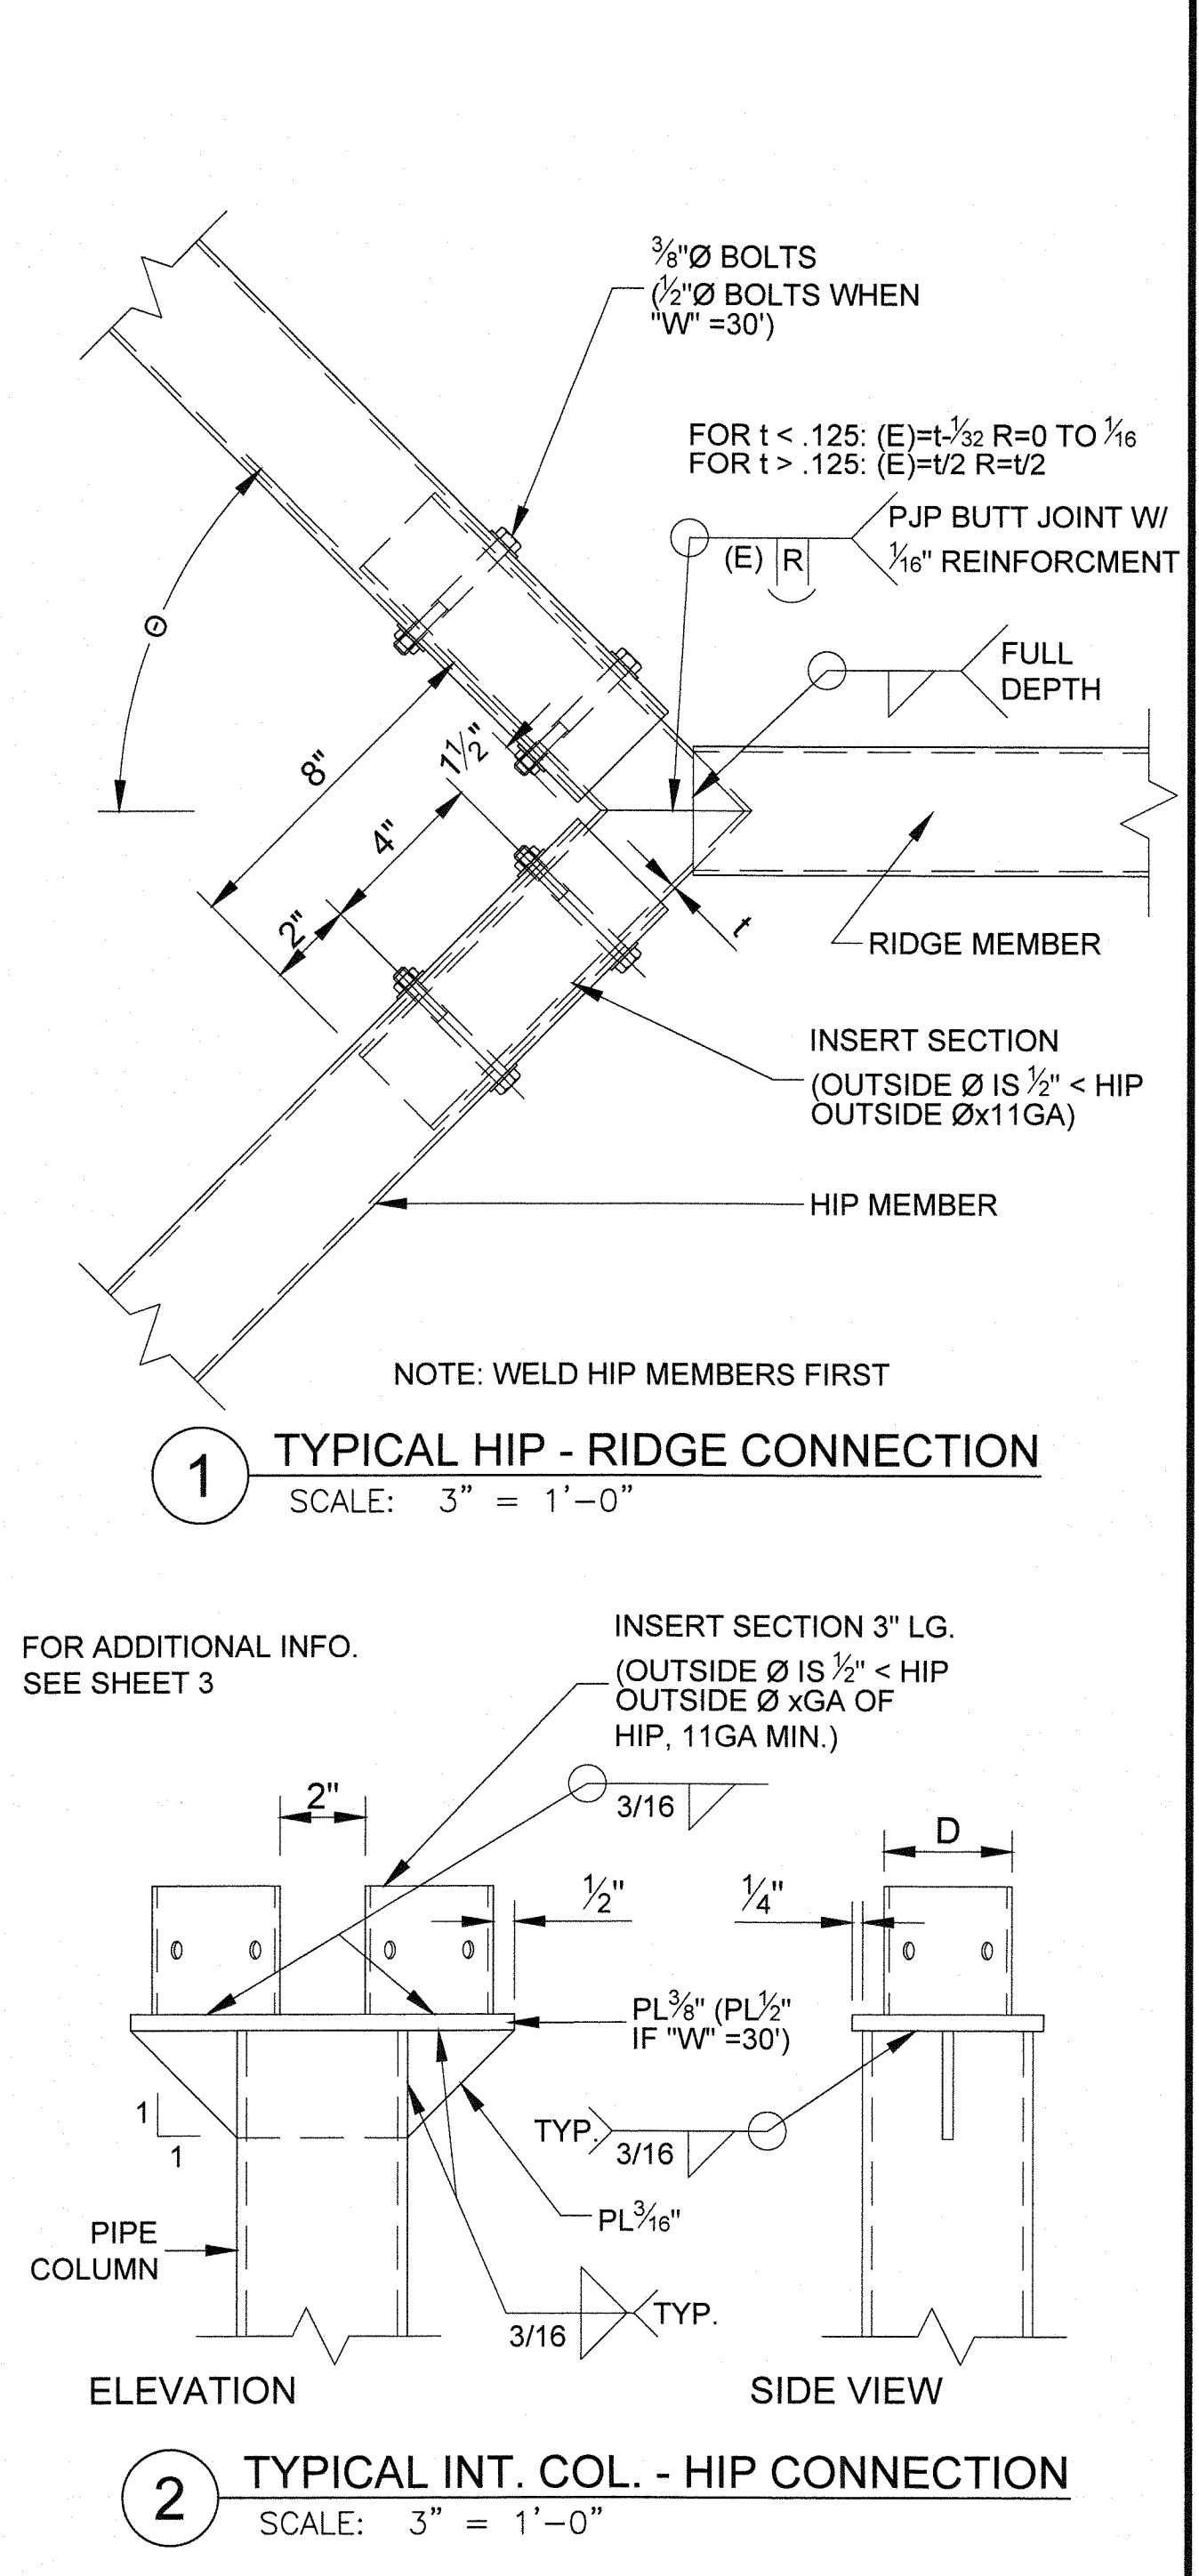 3/8"Ø BOLTS
(1/2"Ø BOLTS WHEN
"W" =30')
FOR t < .125: (E)=t-1/32 R=0 TO 1/16
FOR t > .125: (E)=t/2 R=t/2
PJP BUTT JOINT W/
1/16" REINFORCMENT
(E) R
FULL
DEPTH
Θ
8"
1 1/2"
4"
2"
t
RIDGE MEMBER
INSERT SECTION
(OUTSIDE Ø IS 1/2" < HIP
OUTSIDE Øx11GA)
HIP MEMBER
NOTE: WELD HIP MEMBERS FIRST
1 TYPICAL HIP - RIDGE CONNECTION
SCALE: 3" = 1'-0"
FOR ADDITIONAL INFO.
SEE SHEET 3
INSERT SECTION 3" LG.
(OUTSIDE Ø IS 1/2" < HIP
OUTSIDE Ø xGA OF
HIP, 11GA MIN.)
3/16
2"
D
1/2"
1/4"
PL3/8" (PL1/2"
IF "W" =30')
1
1
TYP.
3/16
PL3/16"
PIPE
COLUMN
3/16
TYP.
ELEVATION
SIDE VIEW
2 TYPICAL INT. COL. - HIP CONNECTION
SCALE: 3" = 1'-0"